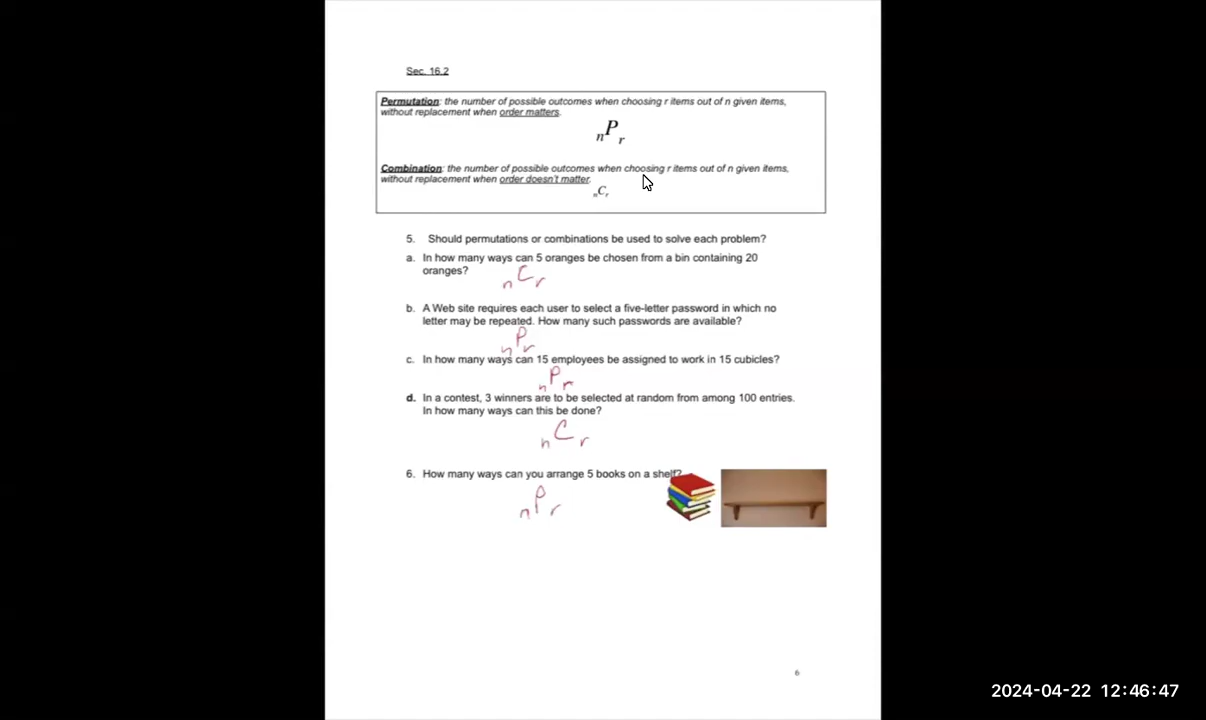 Sec. 16.2
Permutation: the number of possible outcomes when choosing r items out of n given items,
without replacement when order matters.
nPr
Combination: the number of possible outcomes when choosing r items out of n given items,
without replacement when order doesn't matter.
nCr
5. Should permutations or combinations be used to solve each problem?
a. In how many ways can 5 oranges be chosen from a bin containing 20
oranges?
nCr
b. A Web site requires each user to select a five-letter password in which no
letter may be repeated. How many such passwords are available?
nPr
c. In how many ways can 15 employees be assigned to work in 15 cubicles?
nPr
d. In a contest, 3 winners are to be selected at random from among 100 entries.
In how many ways can this be done?
nCr
6. How many ways can you arrange 5 books on a shelf?
nPr
6
2024-04-22 12:46:47